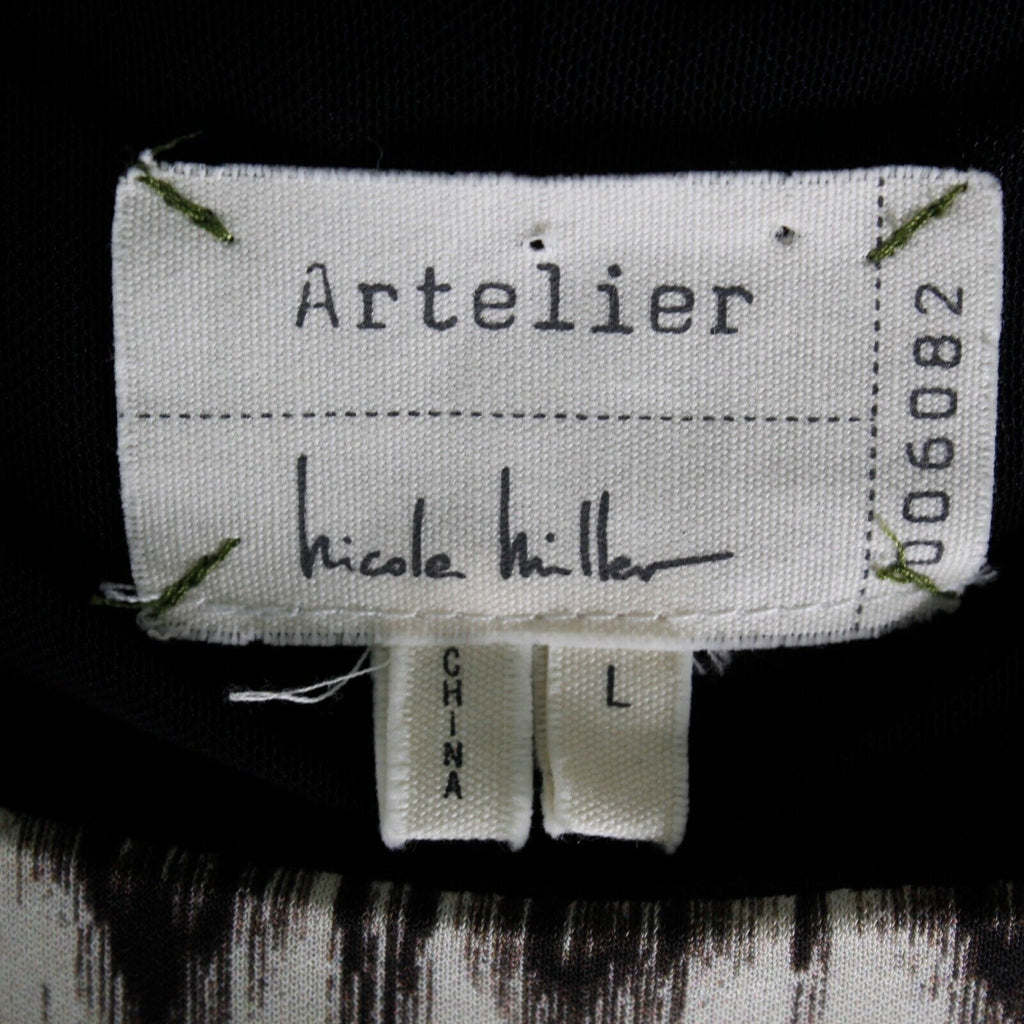 Artelier
nicole miller
006082
CHINA
L